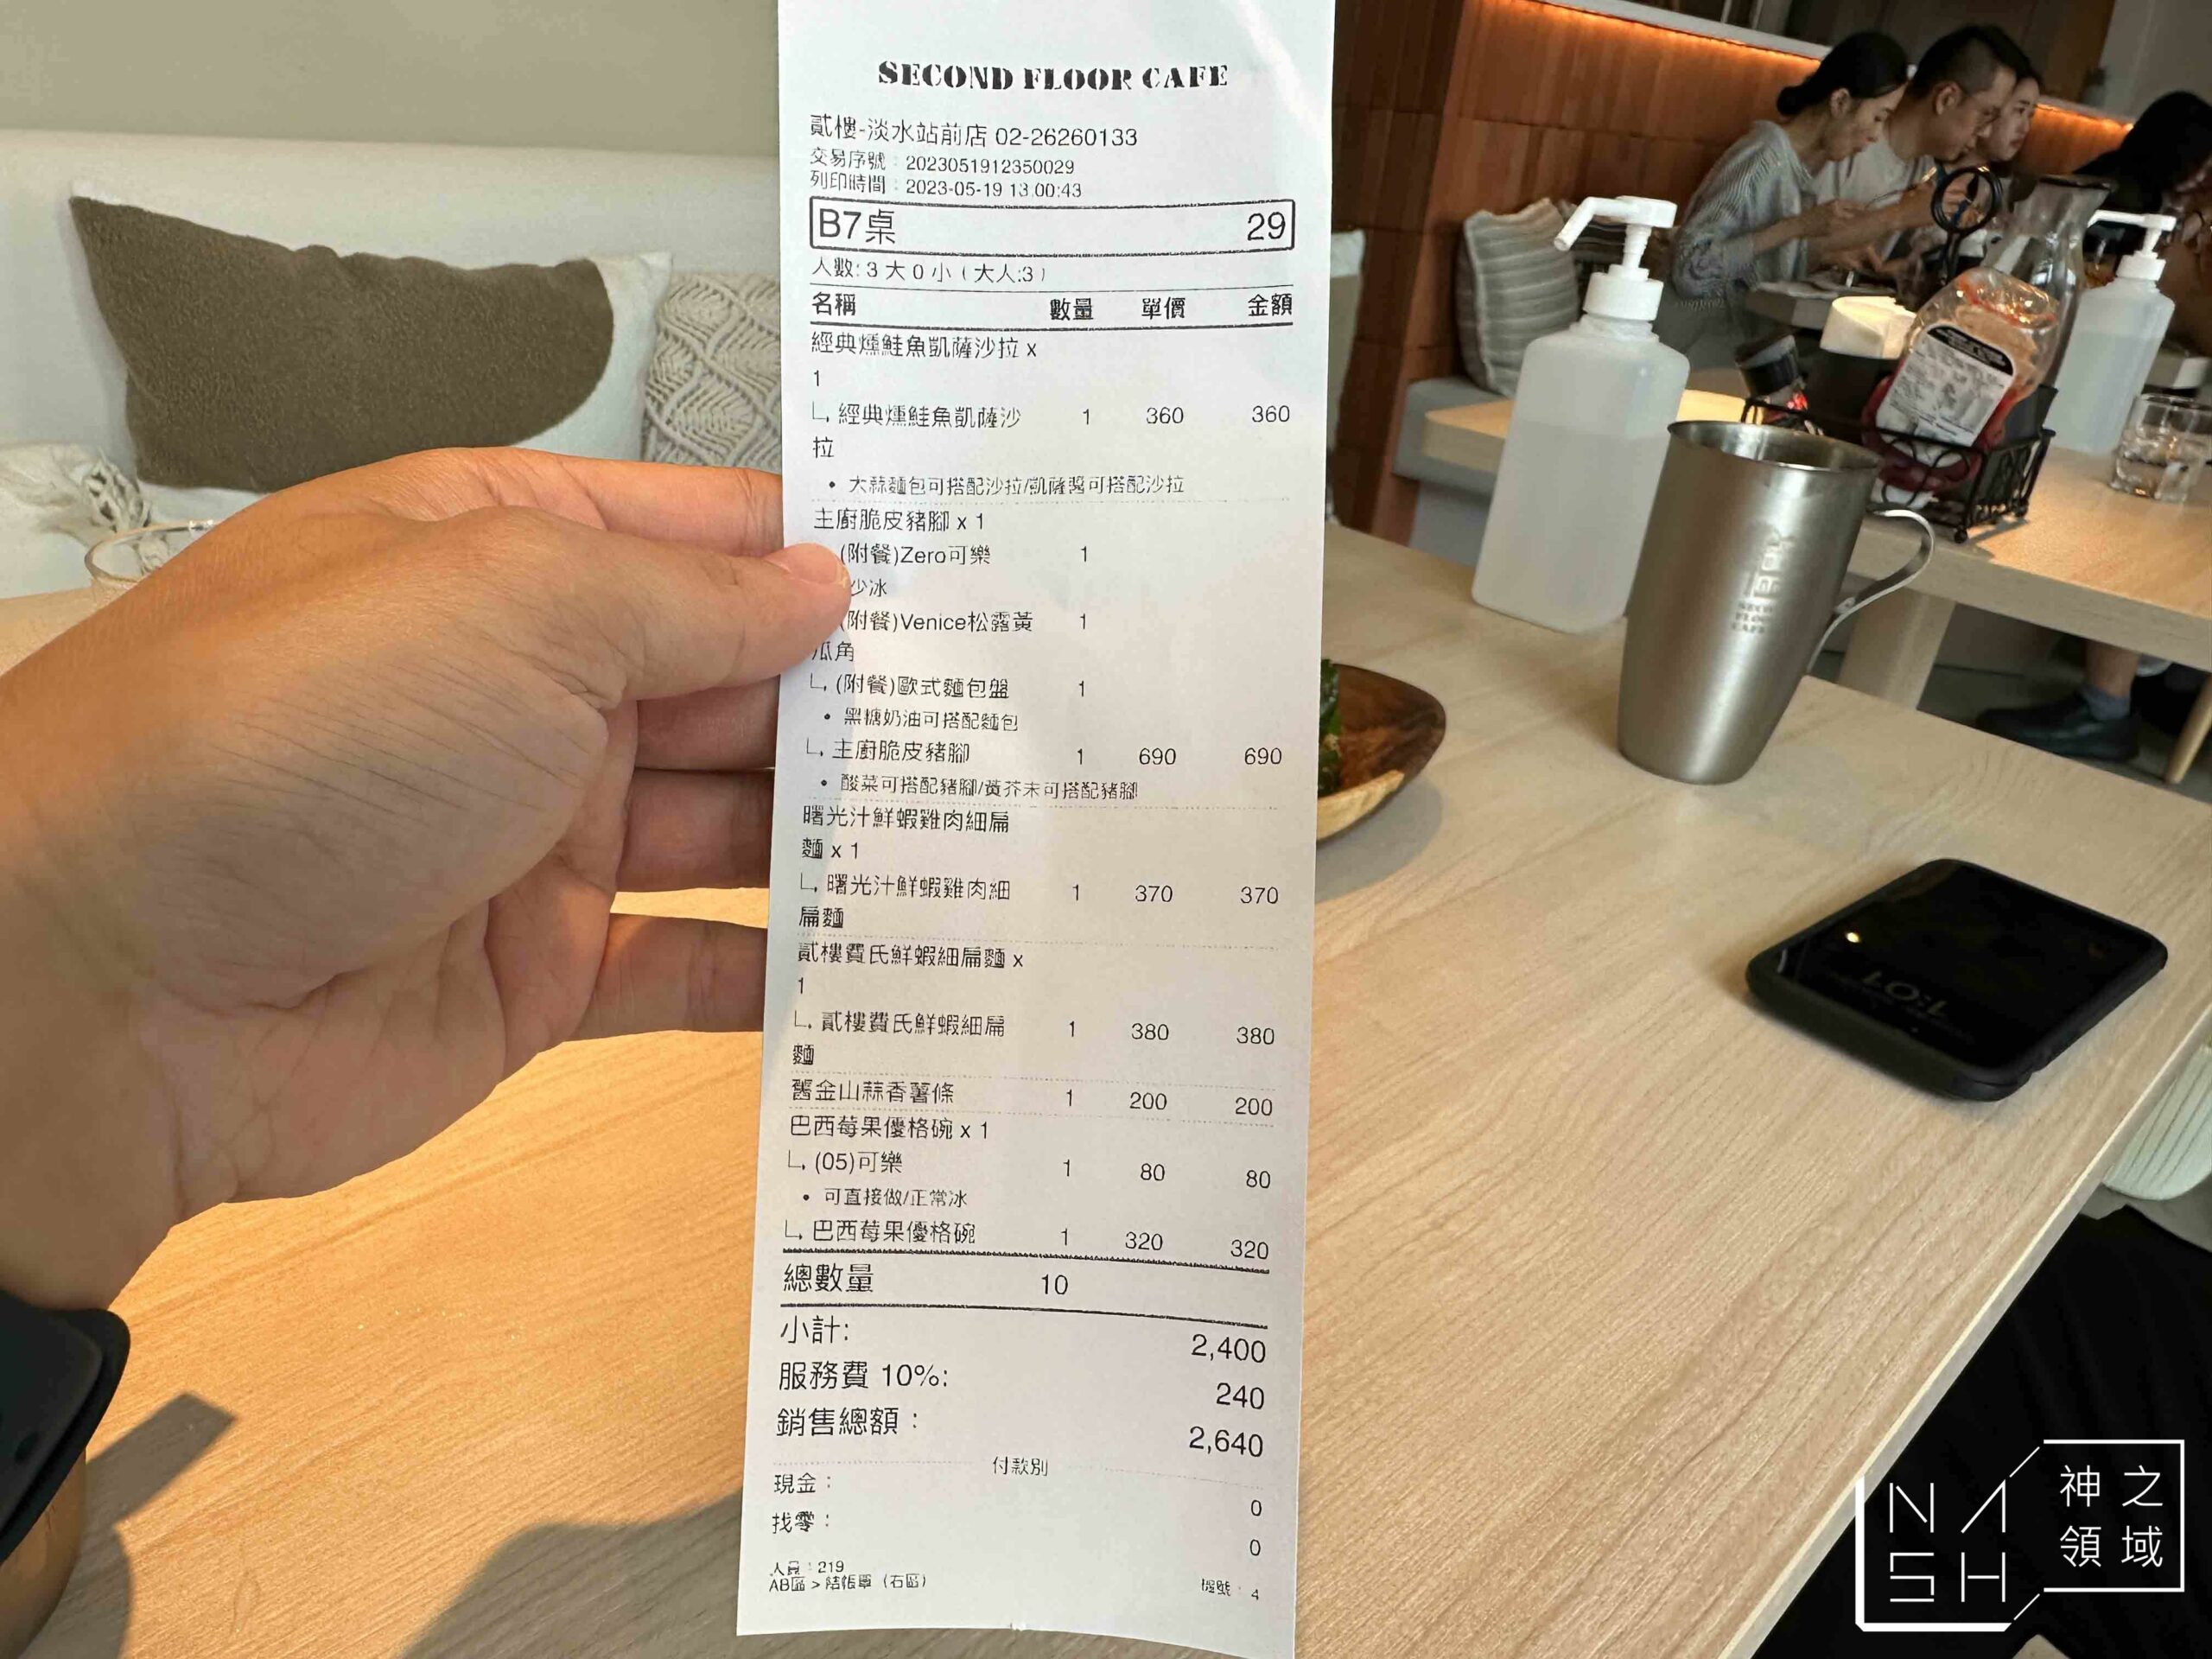 SECOND FLOOR CAFE
貳樓-淡水站前店 02-26260133
交易序號：2023051912350029
列印時間：2023-05-19 13:00:43
B7桌 29
人數: 3 大 0 小 ( 大人:3 )
名稱 數量 單價 金額
經典燻鮭魚凱薩沙拉 x
1
經典燻鮭魚凱薩沙 1 360 360
拉
• 大蒜麵包可搭配沙拉/凱薩醬可搭配沙拉
主廚脆皮豬腳 x 1
(附餐)Zero可樂 1
少冰
(附餐)Venice松露黃 1
瓜角
(附餐)歐式麵包盤 1
• 黑糖奶油可搭配麵包
主廚脆皮豬腳 1 690 690
• 酸菜可搭配豬腳/黃芥末可搭配豬腳
曙光汁鮮蝦雞肉細扁
麵 x 1
曙光汁鮮蝦雞肉細 1 370 370
扁麵
貳樓費氏鮮蝦細扁麵 x
1
貳樓費氏鮮蝦細扁 1 380 380
麵
舊金山蒜香薯條 1 200 200
巴西莓果優格碗 x 1
(05)可樂 1 80 80
• 可直接做/正常冰
巴西莓果優格碗 1 320 320
總數量 10
小計: 2,400
服務費 10%: 240
銷售總額： 2,640
付款別
現金： 0
找零： 0
人員：219
AB區 > 結帳單（右區） 機號：4
1:01
NASH
神之
領域